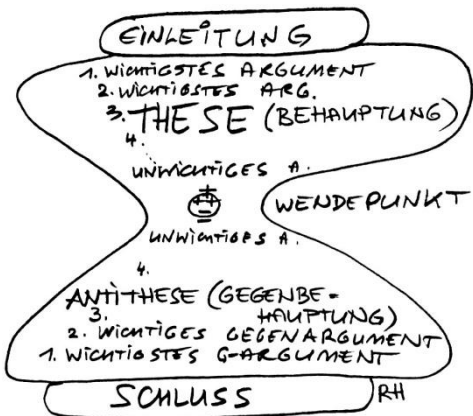 EINLEITUNG
1. WICHTIGSTES ARGUMENT
2. WICHTIGSTES ARG.
3. THESE (BEHAUPTUNG)
4.
UNWICHTIGES A.
WENDEPUNKT
UNWICHTIGES A.
4.
ANTITHESE (GEGENBE-
3. HAUPTUNG)
2. WICHTIGES GEGENARGUMENT
1. WICHTIGSTES G-ARGUMENT
SCHLUSS
RH